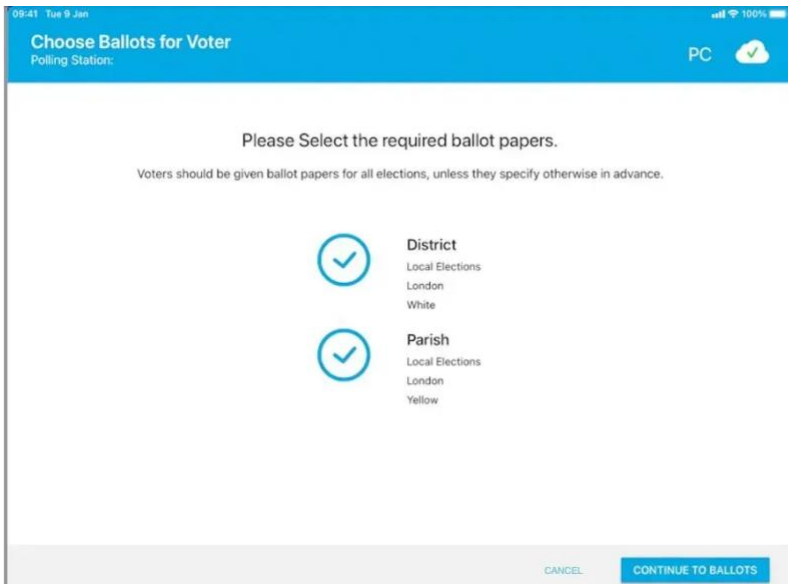 09:41 Tue 9 Jan
100%
Choose Ballots for Voter
Polling Station:
PC
Please Select the required ballot papers.
Voters should be given ballot papers for all elections, unless they specify otherwise in advance.
District
Local Elections
London
White
Parish
Local Elections
London
Yellow
CANCEL
CONTINUE TO BALLOTS